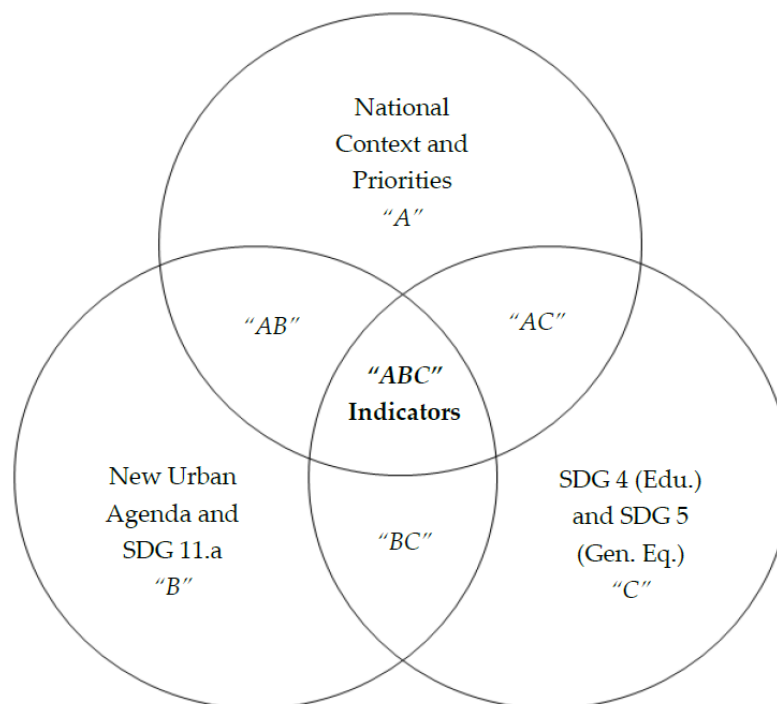 National
Context and
Priorities
“A”
“AB”
“AC”
“ABC”
Indicators
New Urban
Agenda and
SDG 11.a
“B”
“BC”
SDG 4 (Edu.)
and SDG 5
(Gen. Eq.)
“C”